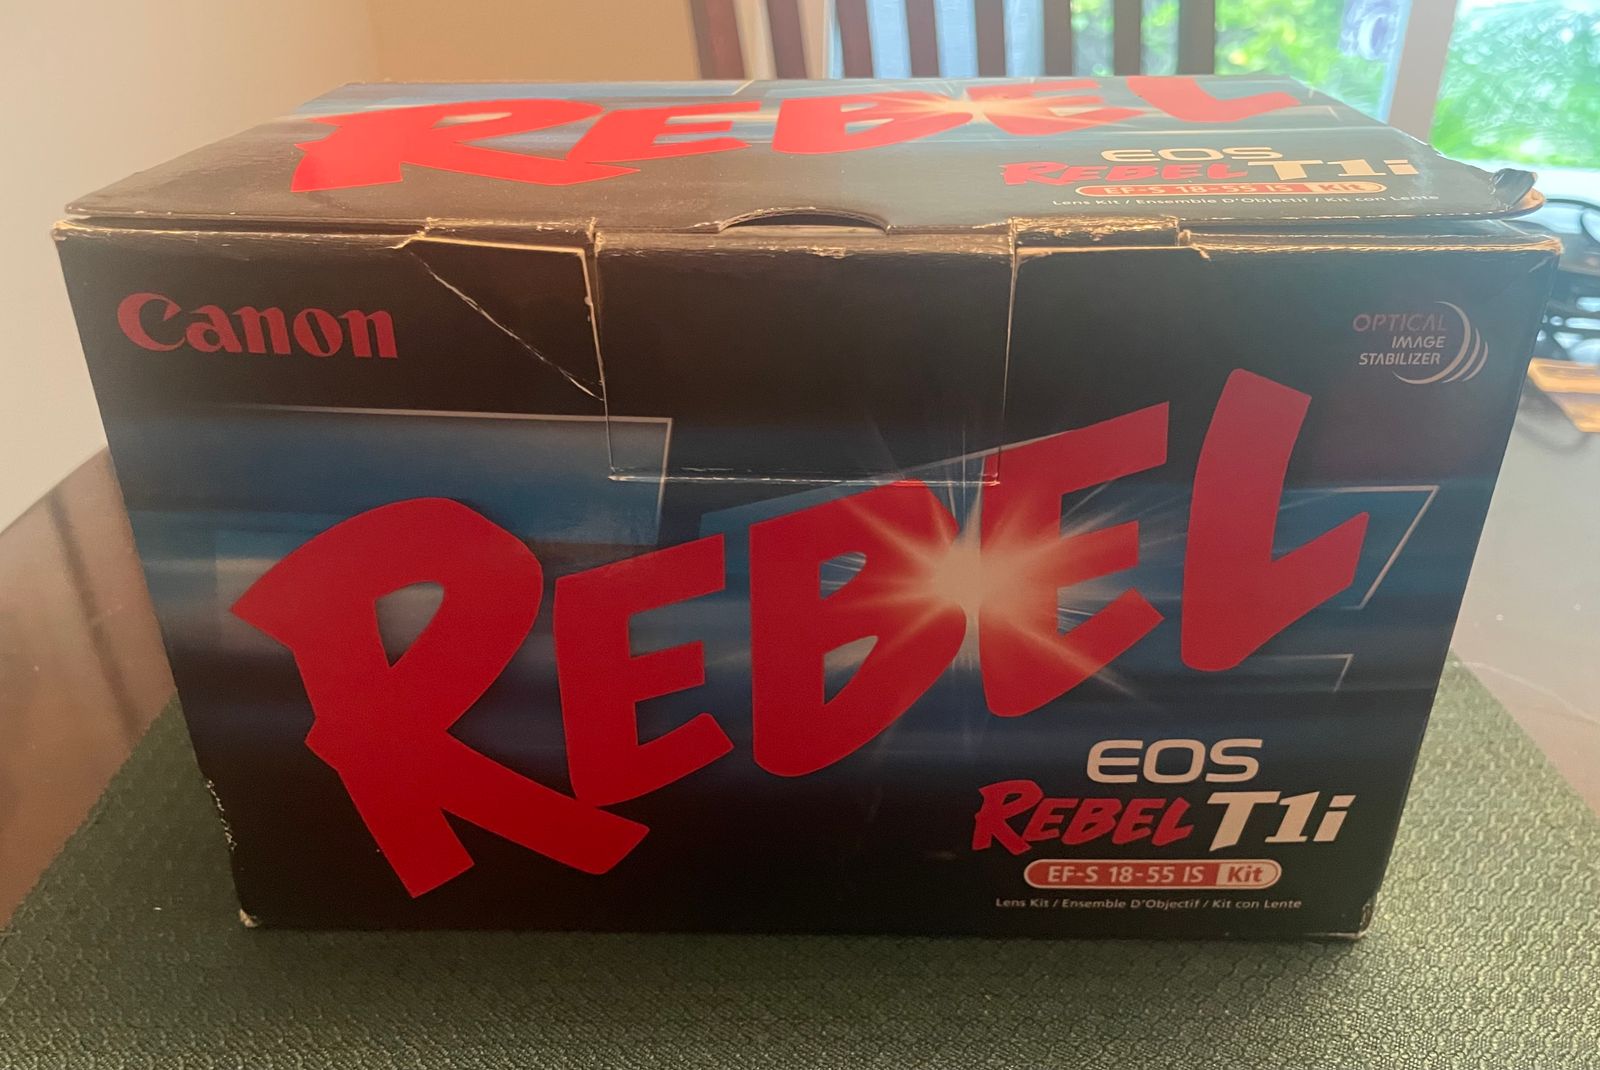 REBEL
EOS
REBEL T1i
EF-S 18-55 IS Kit
Lens Kit / Ensemble D'Objectif / Kit con Lente
Canon
OPTICAL
IMAGE
STABILIZER
REBEL
EOS
REBEL T1i
EF-S 18-55 IS Kit
Lens Kit / Ensemble D'Objectif / Kit con Lente